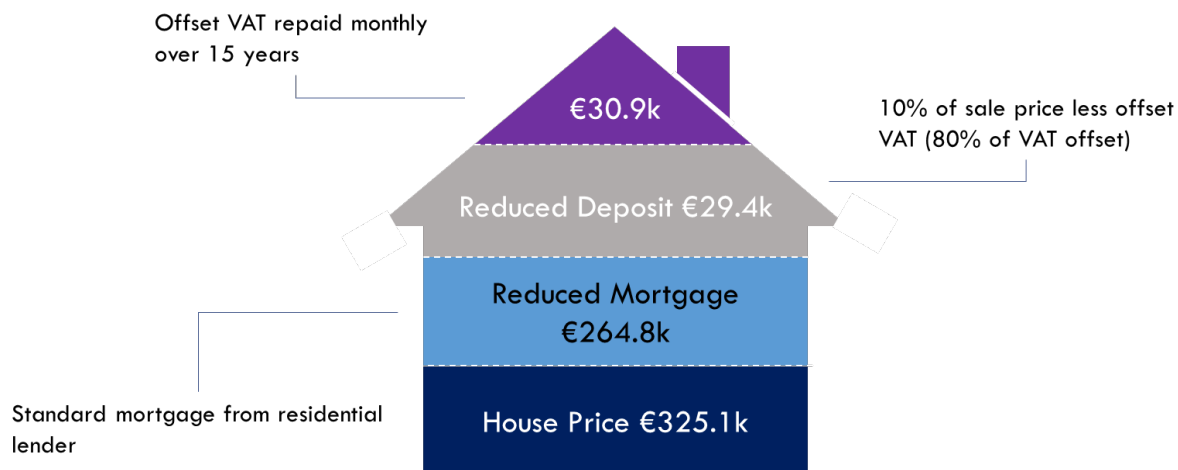 Offset VAT repaid monthly
over 15 years
€30.9k
10% of sale price less offset
VAT (80% of VAT offset)
Reduced Deposit €29.4k
Reduced Mortgage
€264.8k
Standard mortgage from residential
lender
House Price €325.1k